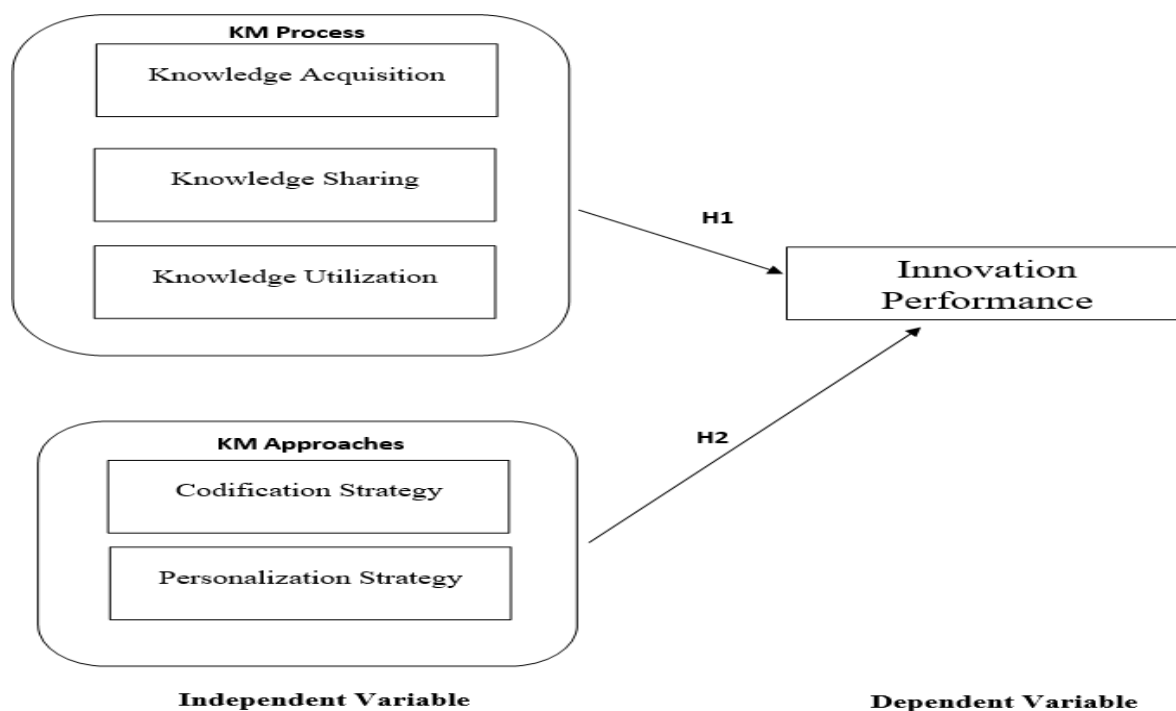 KM Process
Knowledge Acquisition
Knowledge Sharing
Knowledge Utilization
H1
Innovation
Performance
KM Approaches
Codification Strategy
Personalization Strategy
H2
Independent Variable
Dependent Variable